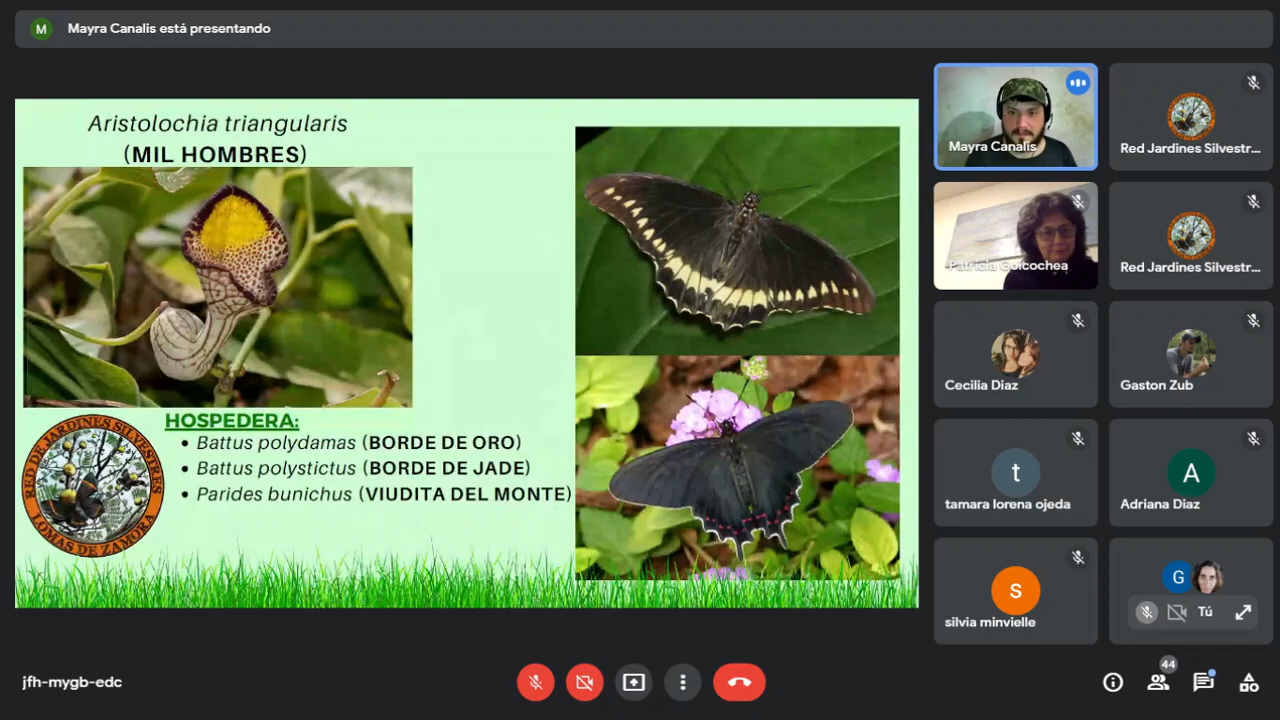 M Mayra Canalis está presentando
Aristolochia triangularis
(MIL HOMBRES)
HOSPEDERA:
• Battus polydamas (BORDE DE ORO)
• Battus polystictus (BORDE DE JADE)
• Parides bunichus (VIUDITA DEL MONTE)
RED DE JARDINES SILVESTRES
LOMAS DE ZAMORA
Mayra Canalis
Red Jardines Silvestr...
Patricia Goicochea
Red Jardines Silvestr...
Cecilia Diaz
Gaston Zub
t
tamara lorena ojeda
A
Adriana Diaz
s
silvia minvielle
G
Tú
jfh-mygb-edc
44